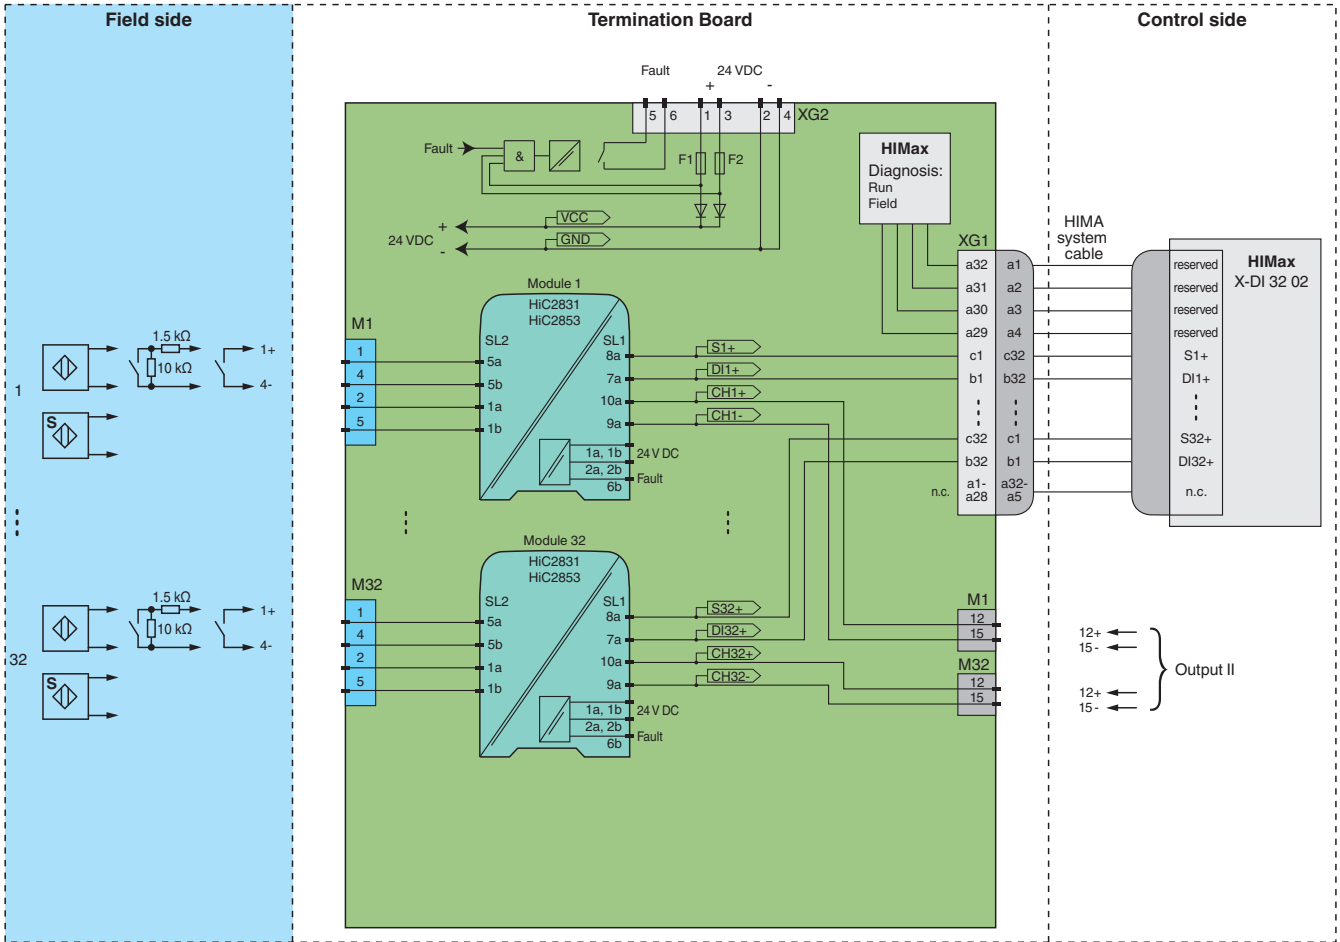 Field side
Termination Board
Control side
Fault
24 VDC
+
-
5
6
1
3
2
4
XG2
Fault
&
F1
F2
VCC
+
24 VDC
-
GND
HIMax
Diagnosis:
Run
Field
HIMA
system
cable
XG1
a32 a1
a31 a2
a30 a3
a29 a4
c1 c32
b1 b32
c32 c1
b32 b1
a1-
a28
a32-
a5
n.c.
HIMax
X-DI 32 02
reserved
reserved
reserved
reserved
S1+
DI1+
S32+
DI32+
n.c.
1
1.5 kΩ
10 kΩ
1+
4-
S
M1
1
4
2
5
Module 1
HiC2831
HiC2853
SL2
SL1
5a
5b
1a
1b
8a
7a
10a
9a
S1+
DI1+
CH1+
CH1-
1a, 1b
2a, 2b
6b
24 V DC
Fault
32
1.5 kΩ
10 kΩ
1+
4-
S
M32
1
4
2
5
Module 32
HiC2831
HiC2853
SL2
SL1
5a
5b
1a
1b
8a
7a
10a
9a
S32+
DI32+
CH32+
CH32-
1a, 1b
2a, 2b
6b
24 V DC
Fault
M1
12
15
M32
12
15
12+
15-
12+
15-
Output II